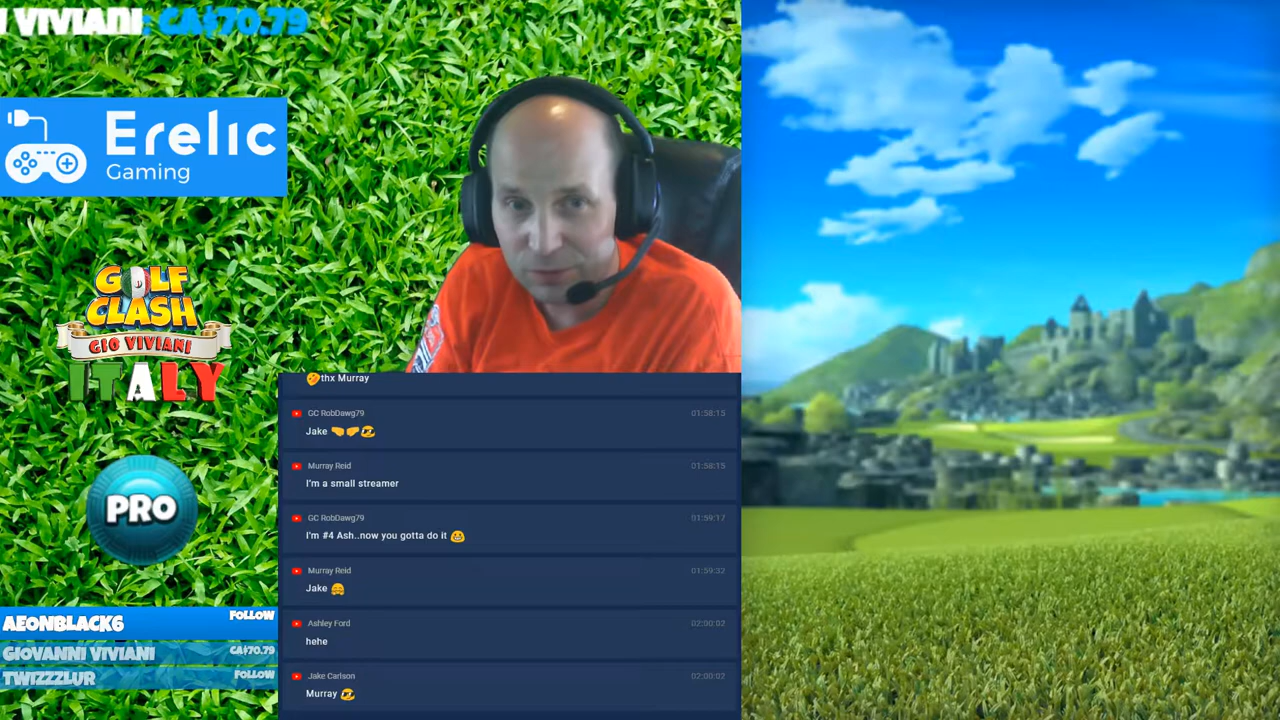 VIVIANI: CA$70.79
Erelic
Gaming
GOLF
CLASH
GIO VIVIANI
ITALY
PRO
AEONBLACK6 FOLLOW
GIOVANNI VIVIANI CA$70.79
TWIZZZLUR FOLLOW
🤣thx Murray
GC RobDawg79 01:58:15
Jake
Murray Reid 01:58:15
I'm a small streamer
GC RobDawg79 01:59:17
I'm #4 Ash..now you gotta do it
Murray Reid 01:59:32
Jake
Ashley Ford 02:00:02
hehe
Jake Carlson 02:00:02
Murray